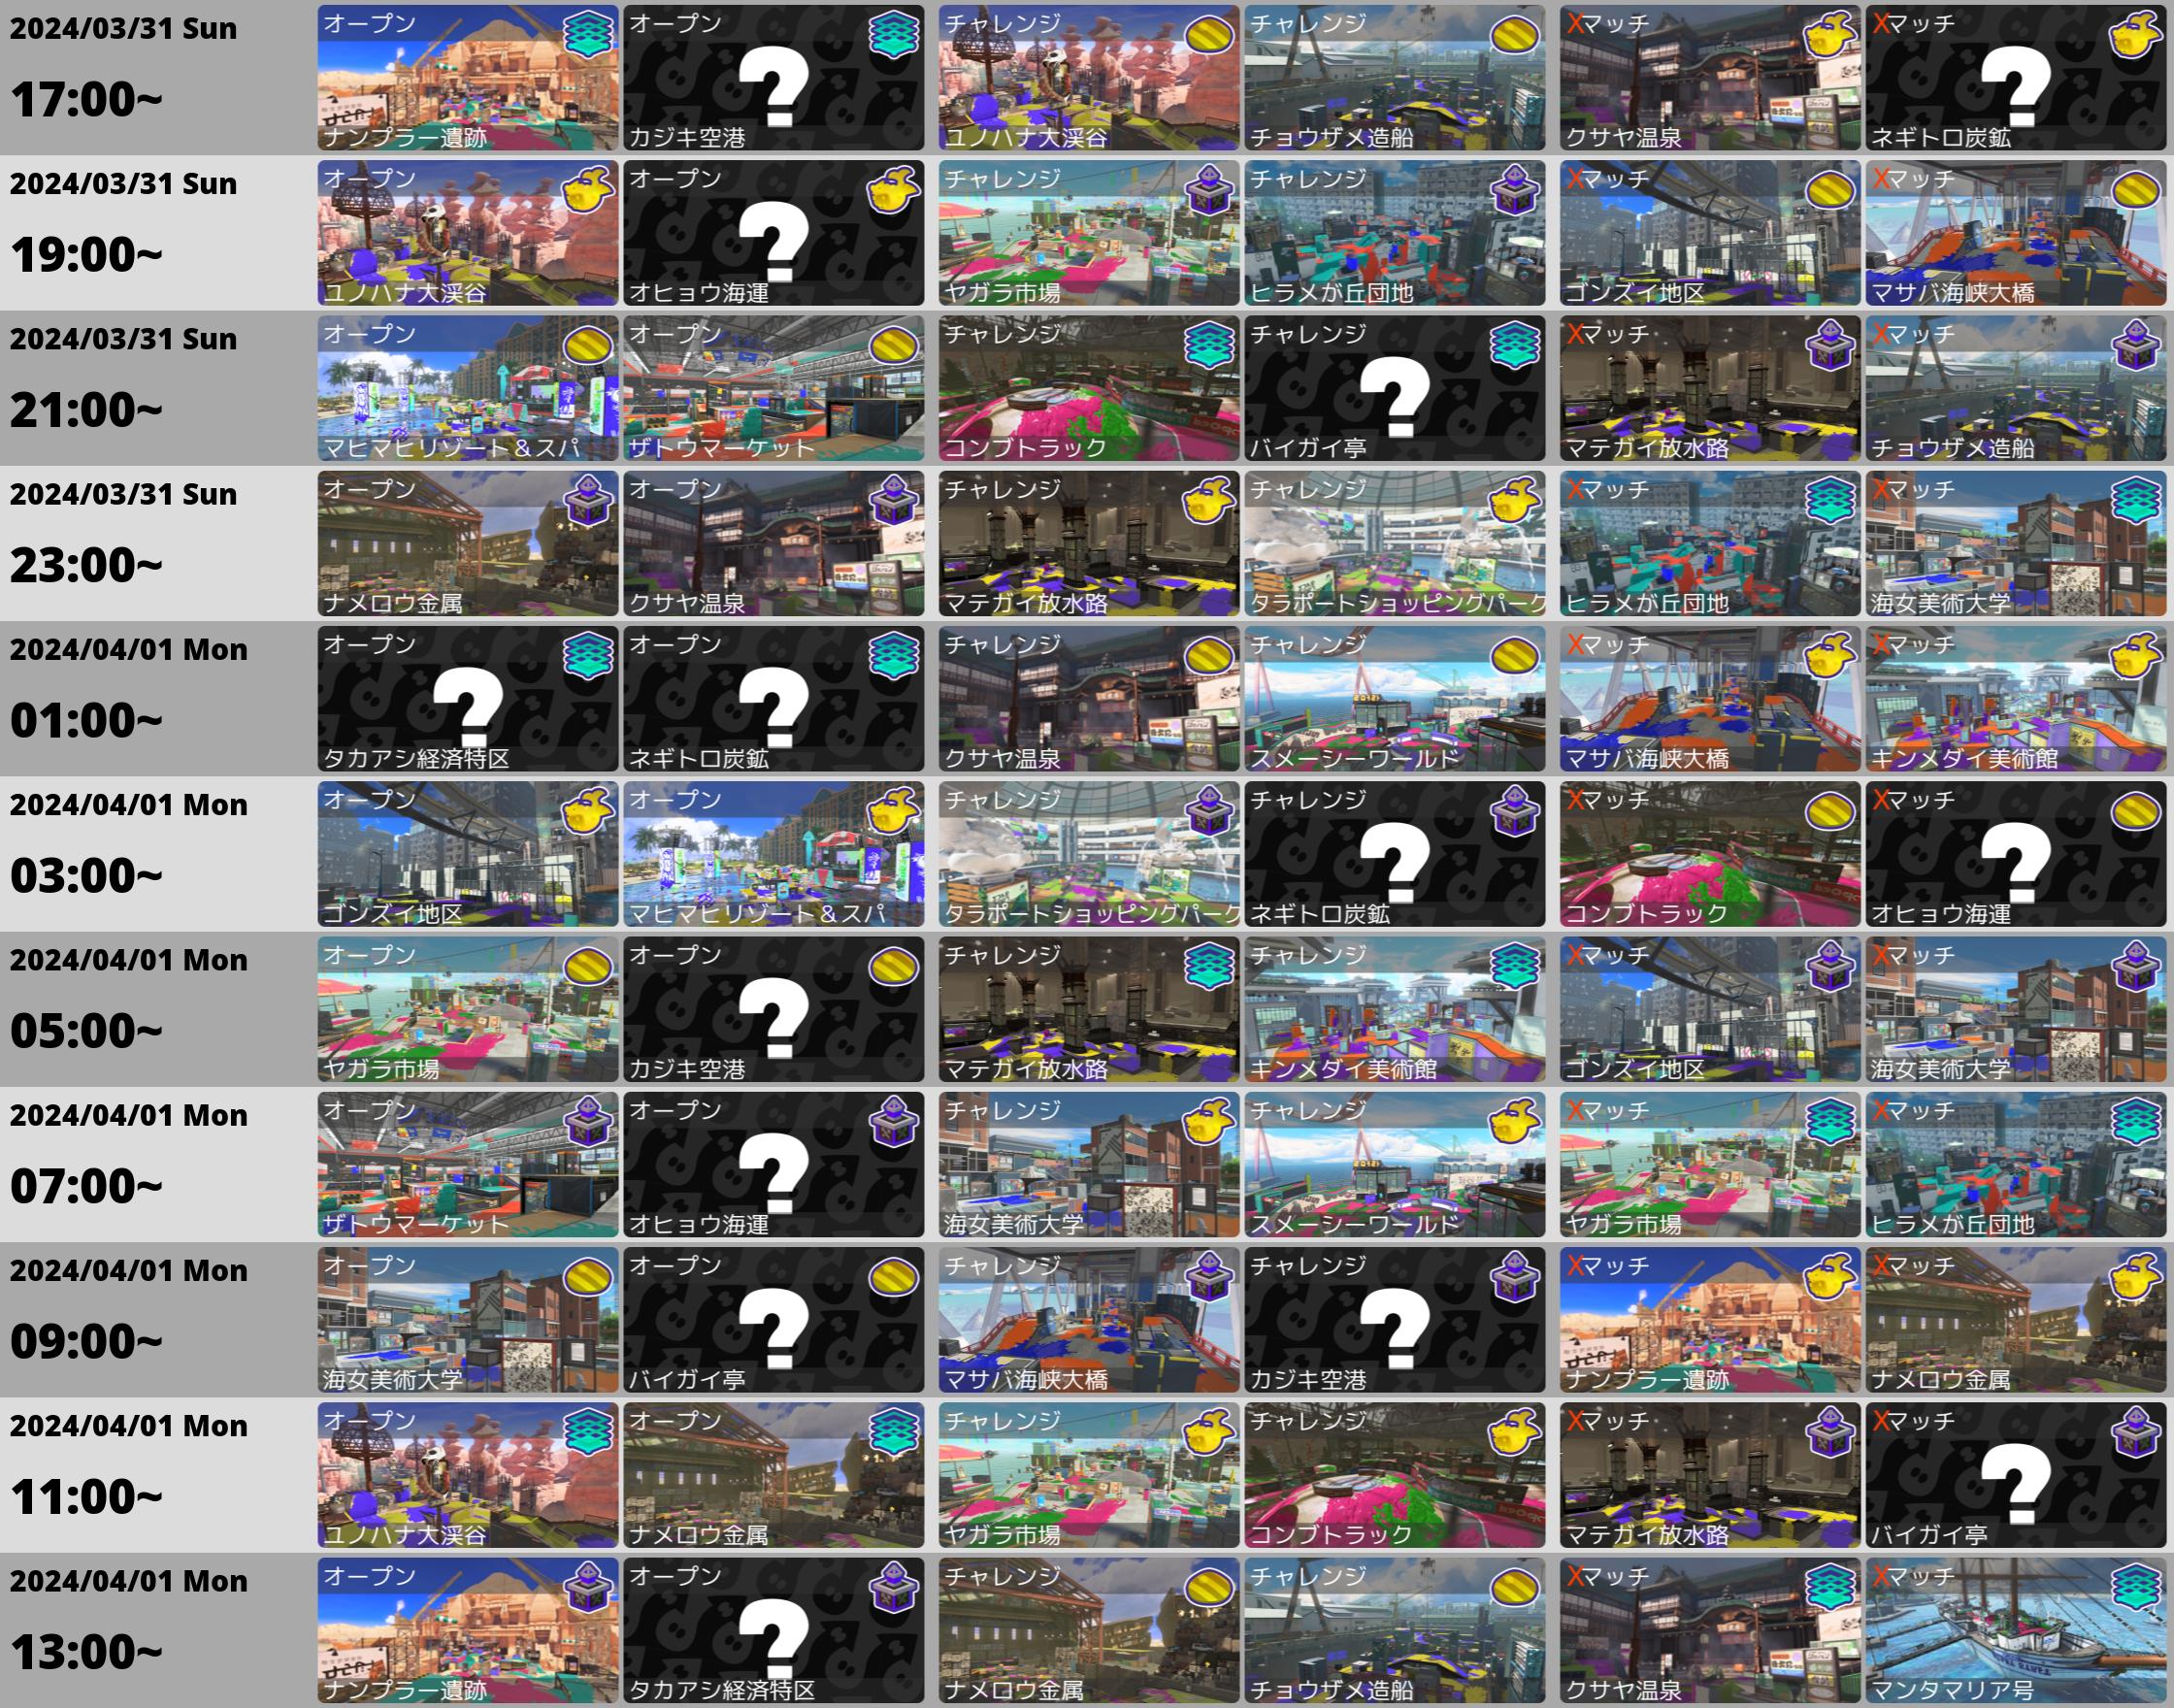 2024/03/31 Sun
17:00~
オープン オープン チャレンジ チャレンジ Xマッチ Xマッチ
ナンプラー遺跡 カジキ空港 ユノハナ大渓谷 チョウザメ造船 クサヤ温泉 ネギトロ炭鉱
2024/03/31 Sun
19:00~
オープン オープン チャレンジ チャレンジ Xマッチ Xマッチ
ユノハナ大渓谷 オヒョウ海運 ヤガラ市場 ヒラメが丘団地 ゴンズイ地区 マサバ海峡大橋
2024/03/31 Sun
21:00~
オープン オープン チャレンジ チャレンジ Xマッチ Xマッチ
マヒマヒリゾート＆スパ ザトウマーケット コンブトラック バイガイ亭 マテガイ放水路 チョウザメ造船
2024/03/31 Sun
23:00~
オープン オープン チャレンジ チャレンジ Xマッチ Xマッチ
ナメロウ金属 クサヤ温泉 マテガイ放水路 タラポートショッピングパーク ヒラメが丘団地 海女美術大学
2024/04/01 Mon
01:00~
オープン オープン チャレンジ チャレンジ Xマッチ Xマッチ
タカアシ経済特区 ネギトロ炭鉱 クサヤ温泉 スメーシーワールド マサバ海峡大橋 キンメダイ美術館
2024/04/01 Mon
03:00~
オープン オープン チャレンジ チャレンジ Xマッチ Xマッチ
ゴンズイ地区 マヒマヒリゾート＆スパ タラポートショッピングパーク ネギトロ炭鉱 コンブトラック オヒョウ海運
2024/04/01 Mon
05:00~
オープン オープン チャレンジ チャレンジ Xマッチ Xマッチ
ヤガラ市場 カジキ空港 マテガイ放水路 キンメダイ美術館 ゴンズイ地区 海女美術大学
2024/04/01 Mon
07:00~
オープン オープン チャレンジ チャレンジ Xマッチ Xマッチ
ザトウマーケット オヒョウ海運 海女美術大学 スメーシーワールド ヤガラ市場 ヒラメが丘団地
2024/04/01 Mon
09:00~
オープン オープン チャレンジ チャレンジ Xマッチ Xマッチ
海女美術大学 バイガイ亭 マサバ海峡大橋 カジキ空港 ナンプラー遺跡 ナメロウ金属
2024/04/01 Mon
11:00~
オープン オープン チャレンジ チャレンジ Xマッチ Xマッチ
ユノハナ大渓谷 ナメロウ金属 ヤガラ市場 コンブトラック マテガイ放水路 バイガイ亭
2024/04/01 Mon
13:00~
オープン オープン チャレンジ チャレンジ Xマッチ Xマッチ
ナンプラー遺跡 タカアシ経済特区 ナメロウ金属 チョウザメ造船 クサヤ温泉 マンタマリア号